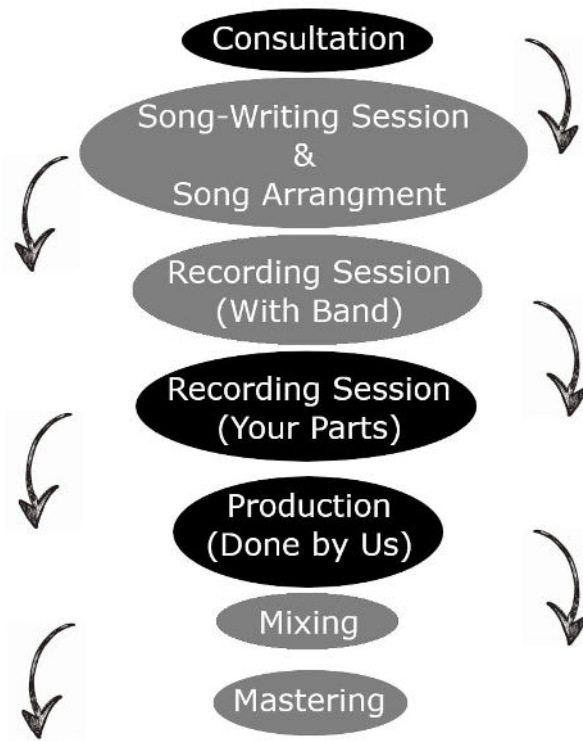 Consultation
Song-Writing Session
&
Song Arrangment
Recording Session
(With Band)
Recording Session
(Your Parts)
Production
(Done by Us)
Mixing
Mastering